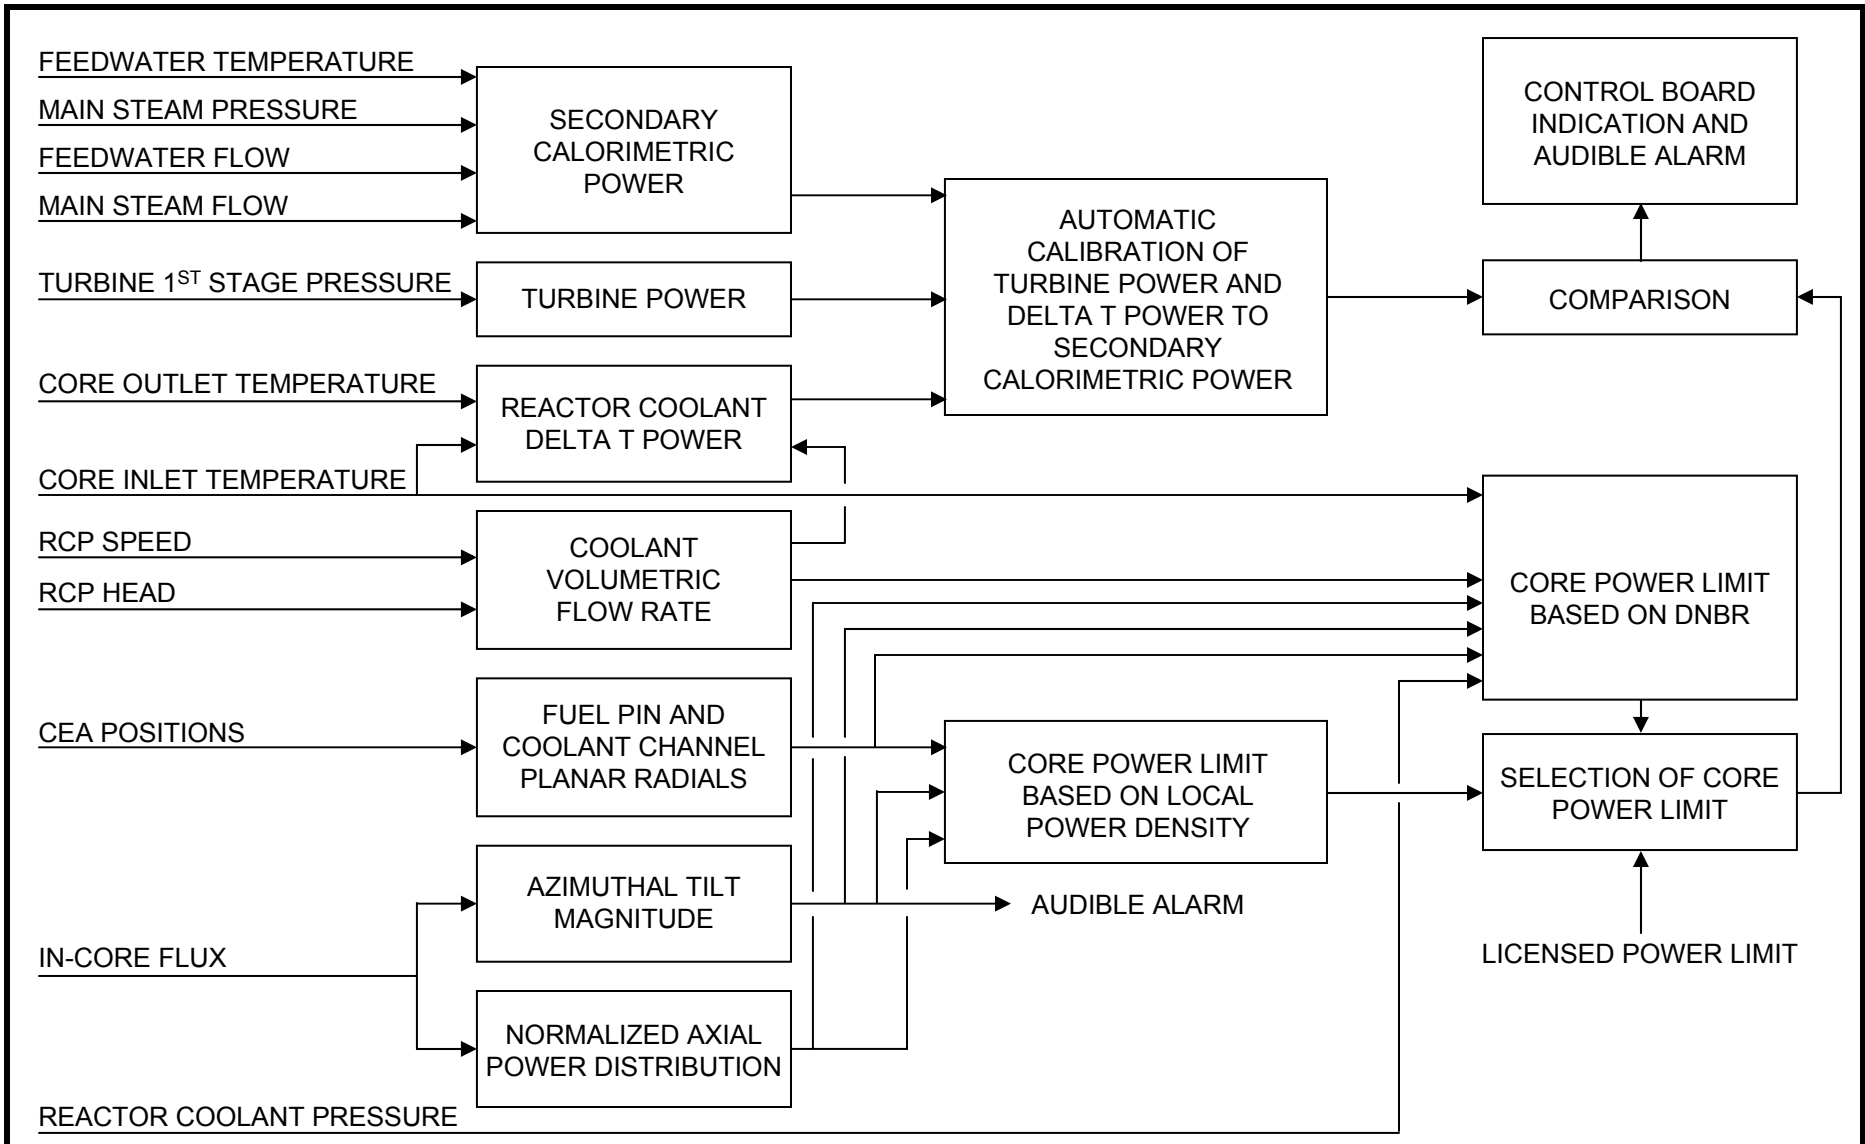 FEEDWATER TEMPERATURE
MAIN STEAM PRESSURE
FEEDWATER FLOW
MAIN STEAM FLOW
SECONDARY
CALORIMETRIC
POWER
CONTROL BOARD
INDICATION AND
AUDIBLE ALARM
TURBINE 1ST STAGE PRESSURE
TURBINE POWER
AUTOMATIC
CALIBRATION OF
TURBINE POWER AND
DELTA T POWER TO
SECONDARY
CALORIMETRIC POWER
COMPARISON
CORE OUTLET TEMPERATURE
REACTOR COOLANT
DELTA T POWER
CORE INLET TEMPERATURE
RCP SPEED
RCP HEAD
COOLANT
VOLUMETRIC
FLOW RATE
CORE POWER LIMIT
BASED ON DNBR
CEA POSITIONS
FUEL PIN AND
COOLANT CHANNEL
PLANAR RADIALS
CORE POWER LIMIT
BASED ON LOCAL
POWER DENSITY
SELECTION OF CORE
POWER LIMIT
AZIMUTHAL TILT
MAGNITUDE
AUDIBLE ALARM
LICENSED POWER LIMIT
IN-CORE FLUX
NORMALIZED AXIAL
POWER DISTRIBUTION
REACTOR COOLANT PRESSURE